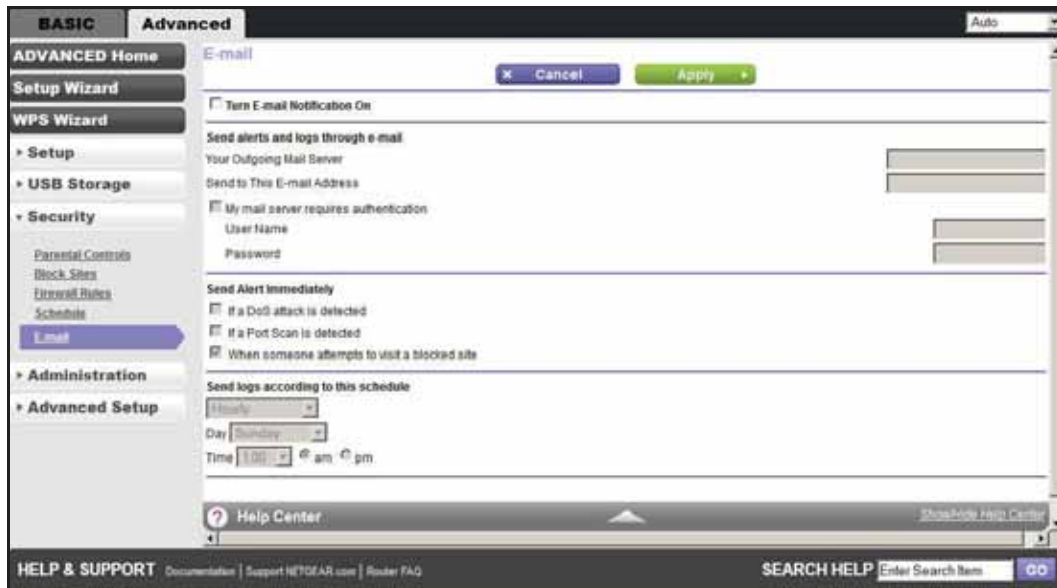 BASIC
Advanced
Auto
ADVANCED Home
Setup Wizard
WPS Wizard
Setup
USB Storage
Security
Parental Controls
Block Sites
Firewall Rules
Schedule
E-mail
Administration
Advanced Setup
E-mail
× Cancel
Apply
Turn E-mail Notification On
Send alerts and logs through e-mail
Your Outgoing Mail Server
Send to This E-mail Address
My mail server requires authentication
User Name
Password
Send Alert Immediately
If a DoS attack is detected
If a Port Scan is detected
When someone attempts to visit a blocked site
Send logs according to this schedule
Hourly
Day Sunday
Time 1:00 am pm
? Help Center
Show/Hide Help Center
HELP & SUPPORT Documentation | Support NETGEAR.com | Router FAQ
SEARCH HELP Enter Search Item GO